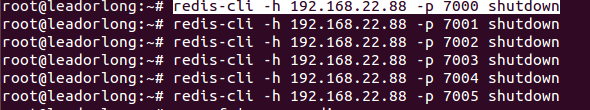 root@leadorlong:~# redis-cli -h 192.168.22.88 -p 7000 shutdown
root@leadorlong:~# redis-cli -h 192.168.22.88 -p 7001 shutdown
root@leadorlong:~# redis-cli -h 192.168.22.88 -p 7002 shutdown
root@leadorlong:~# redis-cli -h 192.168.22.88 -p 7003 shutdown
root@leadorlong:~# redis-cli -h 192.168.22.88 -p 7004 shutdown
root@leadorlong:~# redis-cli -h 192.168.22.88 -p 7005 shutdown